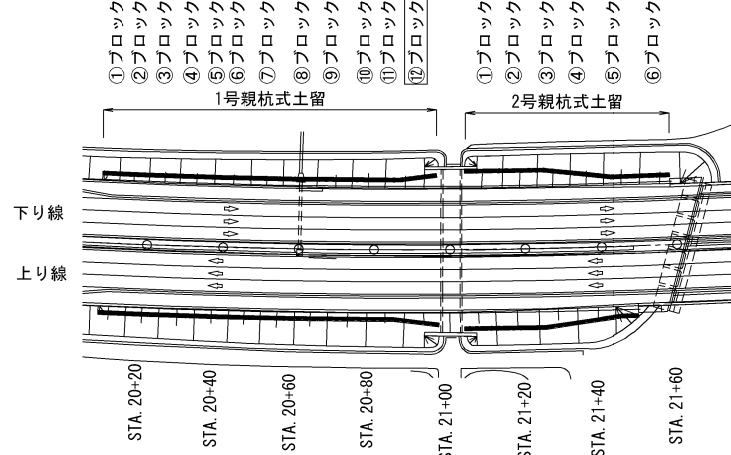 ①ブロック
②ブロック
③ブロック
④ブロック
⑤ブロック
⑥ブロック
⑦ブロック
⑧ブロック
⑨ブロック
⑩ブロック
⑪ブロック
⑫ブロック
①ブロック
②ブロック
③ブロック
④ブロック
⑤ブロック
⑥ブロック
1号親杭式土留
2号親杭式土留
下り線
上り線
STA. 20+20
STA. 20+40
STA. 20+60
STA. 20+80
STA. 21+00
STA. 21+20
STA. 21+40
STA. 21+60